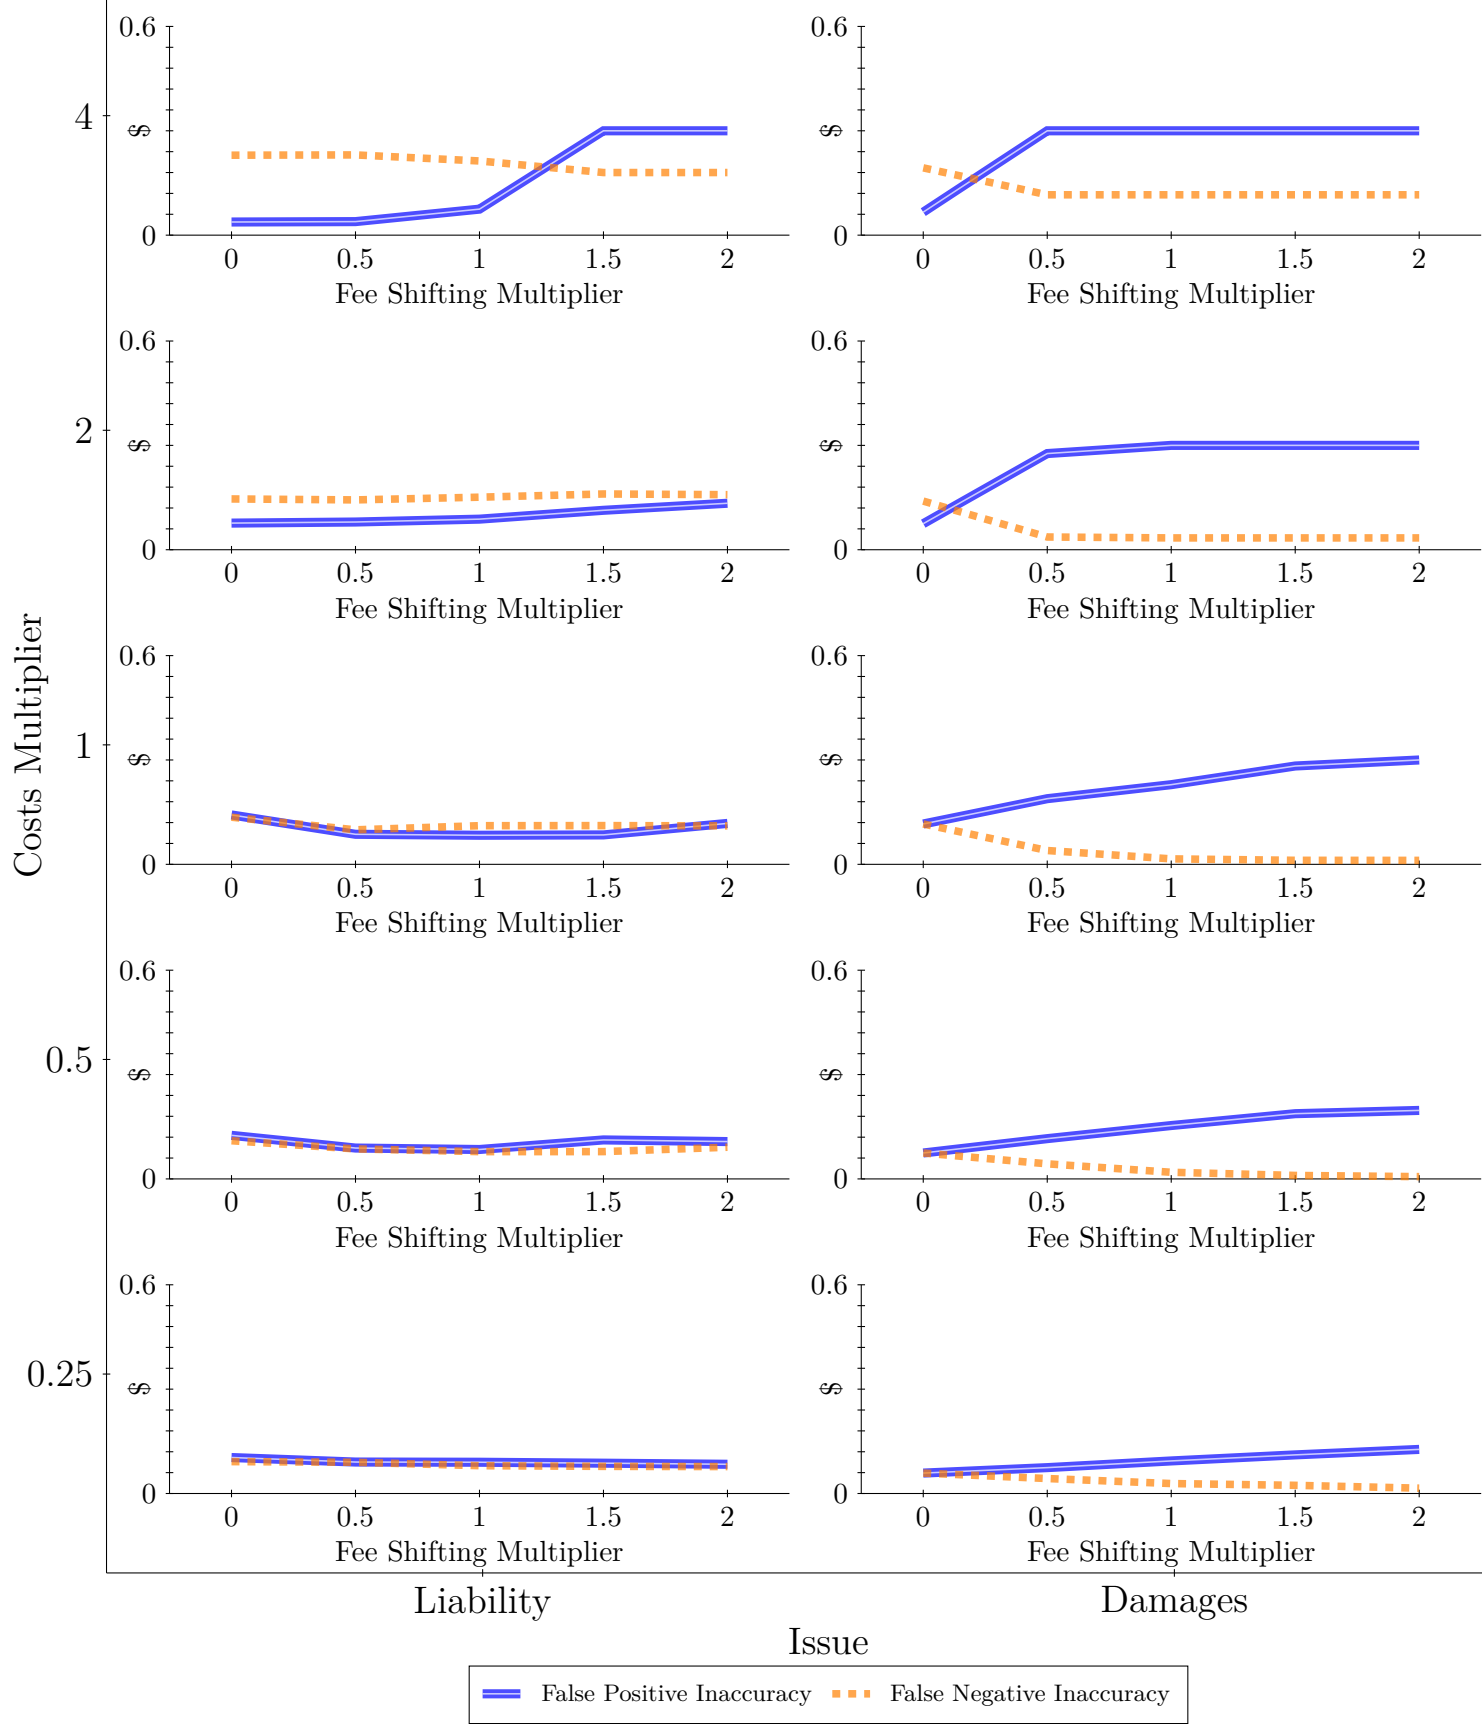 Costs Multiplier
4
0.6
$
0
0 0.5 1 1.5 2
Fee Shifting Multiplier
0.6
$
0
0 0.5 1 1.5 2
Fee Shifting Multiplier
2
0.6
$
0
0 0.5 1 1.5 2
Fee Shifting Multiplier
0.6
$
0
0 0.5 1 1.5 2
Fee Shifting Multiplier
1
0.6
$
0
0 0.5 1 1.5 2
Fee Shifting Multiplier
0.6
$
0
0 0.5 1 1.5 2
Fee Shifting Multiplier
0.5
0.6
$
0
0 0.5 1 1.5 2
Fee Shifting Multiplier
0.6
$
0
0 0.5 1 1.5 2
Fee Shifting Multiplier
0.25
0.6
$
0
0 0.5 1 1.5 2
Fee Shifting Multiplier
0.6
$
0
0 0.5 1 1.5 2
Fee Shifting Multiplier
Liability
Damages
Issue
False Positive Inaccuracy
False Negative Inaccuracy